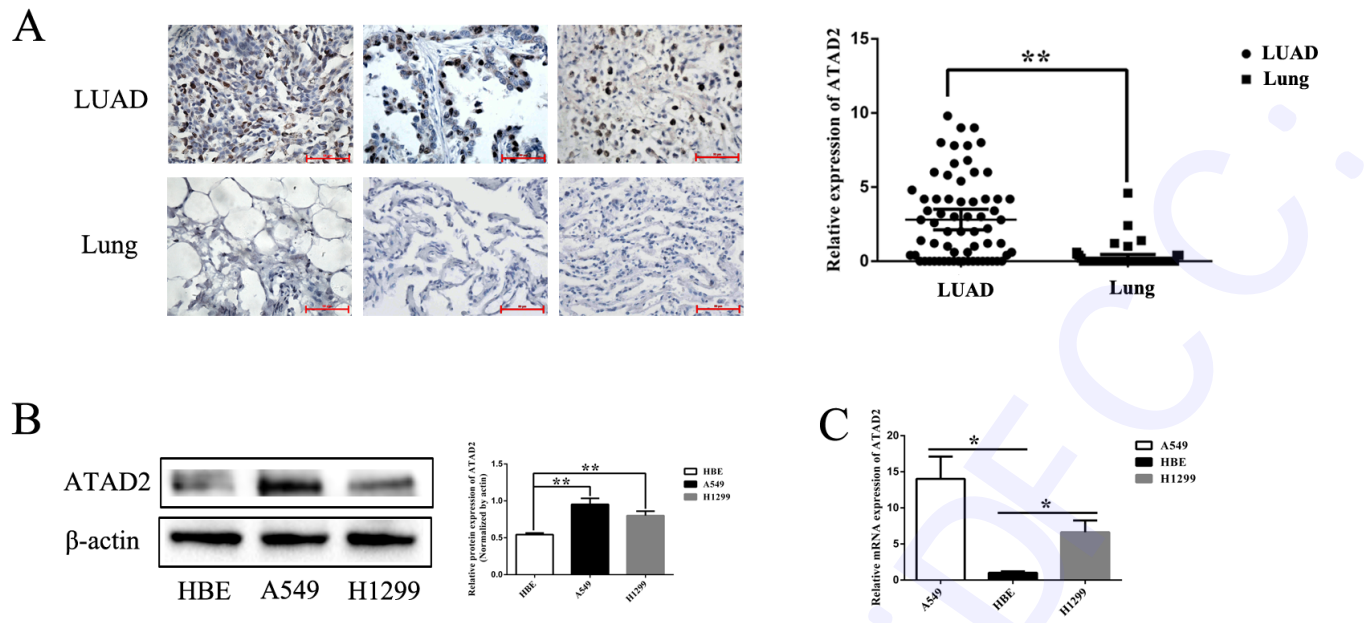 A
LUAD
Lung
Relative expression of ATAD2
15
10
5
0
**
LUAD
Lung
LUAD
Lung
B
ATAD2
β-actin
HBE
A549
H1299
Relative protein expression of ATAD2
(Normalized by actin)
1.5
1.0
0.5
0.0
**
**
HBE
A549
H1299
HBE
A549
H1299
C
Relative mRNA expression of ATAD2
20
15
10
5
0
*
*
A549
HBE
H1299
A549
HBE
H1299
DFCC.